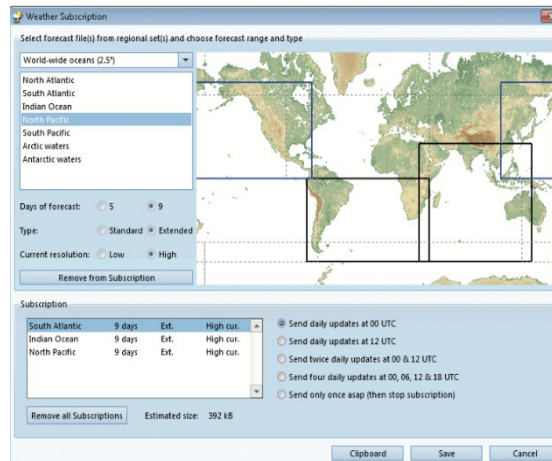 Weather Subscription
Select forecast file(s) from regional set(s) and choose forecast range and type
World-wide oceans (2.5°)
North Atlantic
South Atlantic
Indian Ocean
North Pacific
South Pacific
Arctic waters
Antarctic waters
Days of forecast: 5 9
Type: Standard Extended
Current resolution: Low High
Remove from Subscription
Subscription
South Atlantic 9 days Ext. High cur.
Indian Ocean 9 days Ext. High cur.
North Pacific 9 days Ext. High cur.
Remove all Subscriptions Estimated size: 392 kB
Send daily updates at 00 UTC
Send daily updates at 12 UTC
Send twice daily updates at 00 & 12 UTC
Send four daily updates at 00, 06, 12 & 18 UTC
Send only once asap (then stop subscription)
Clipboard Save Cancel